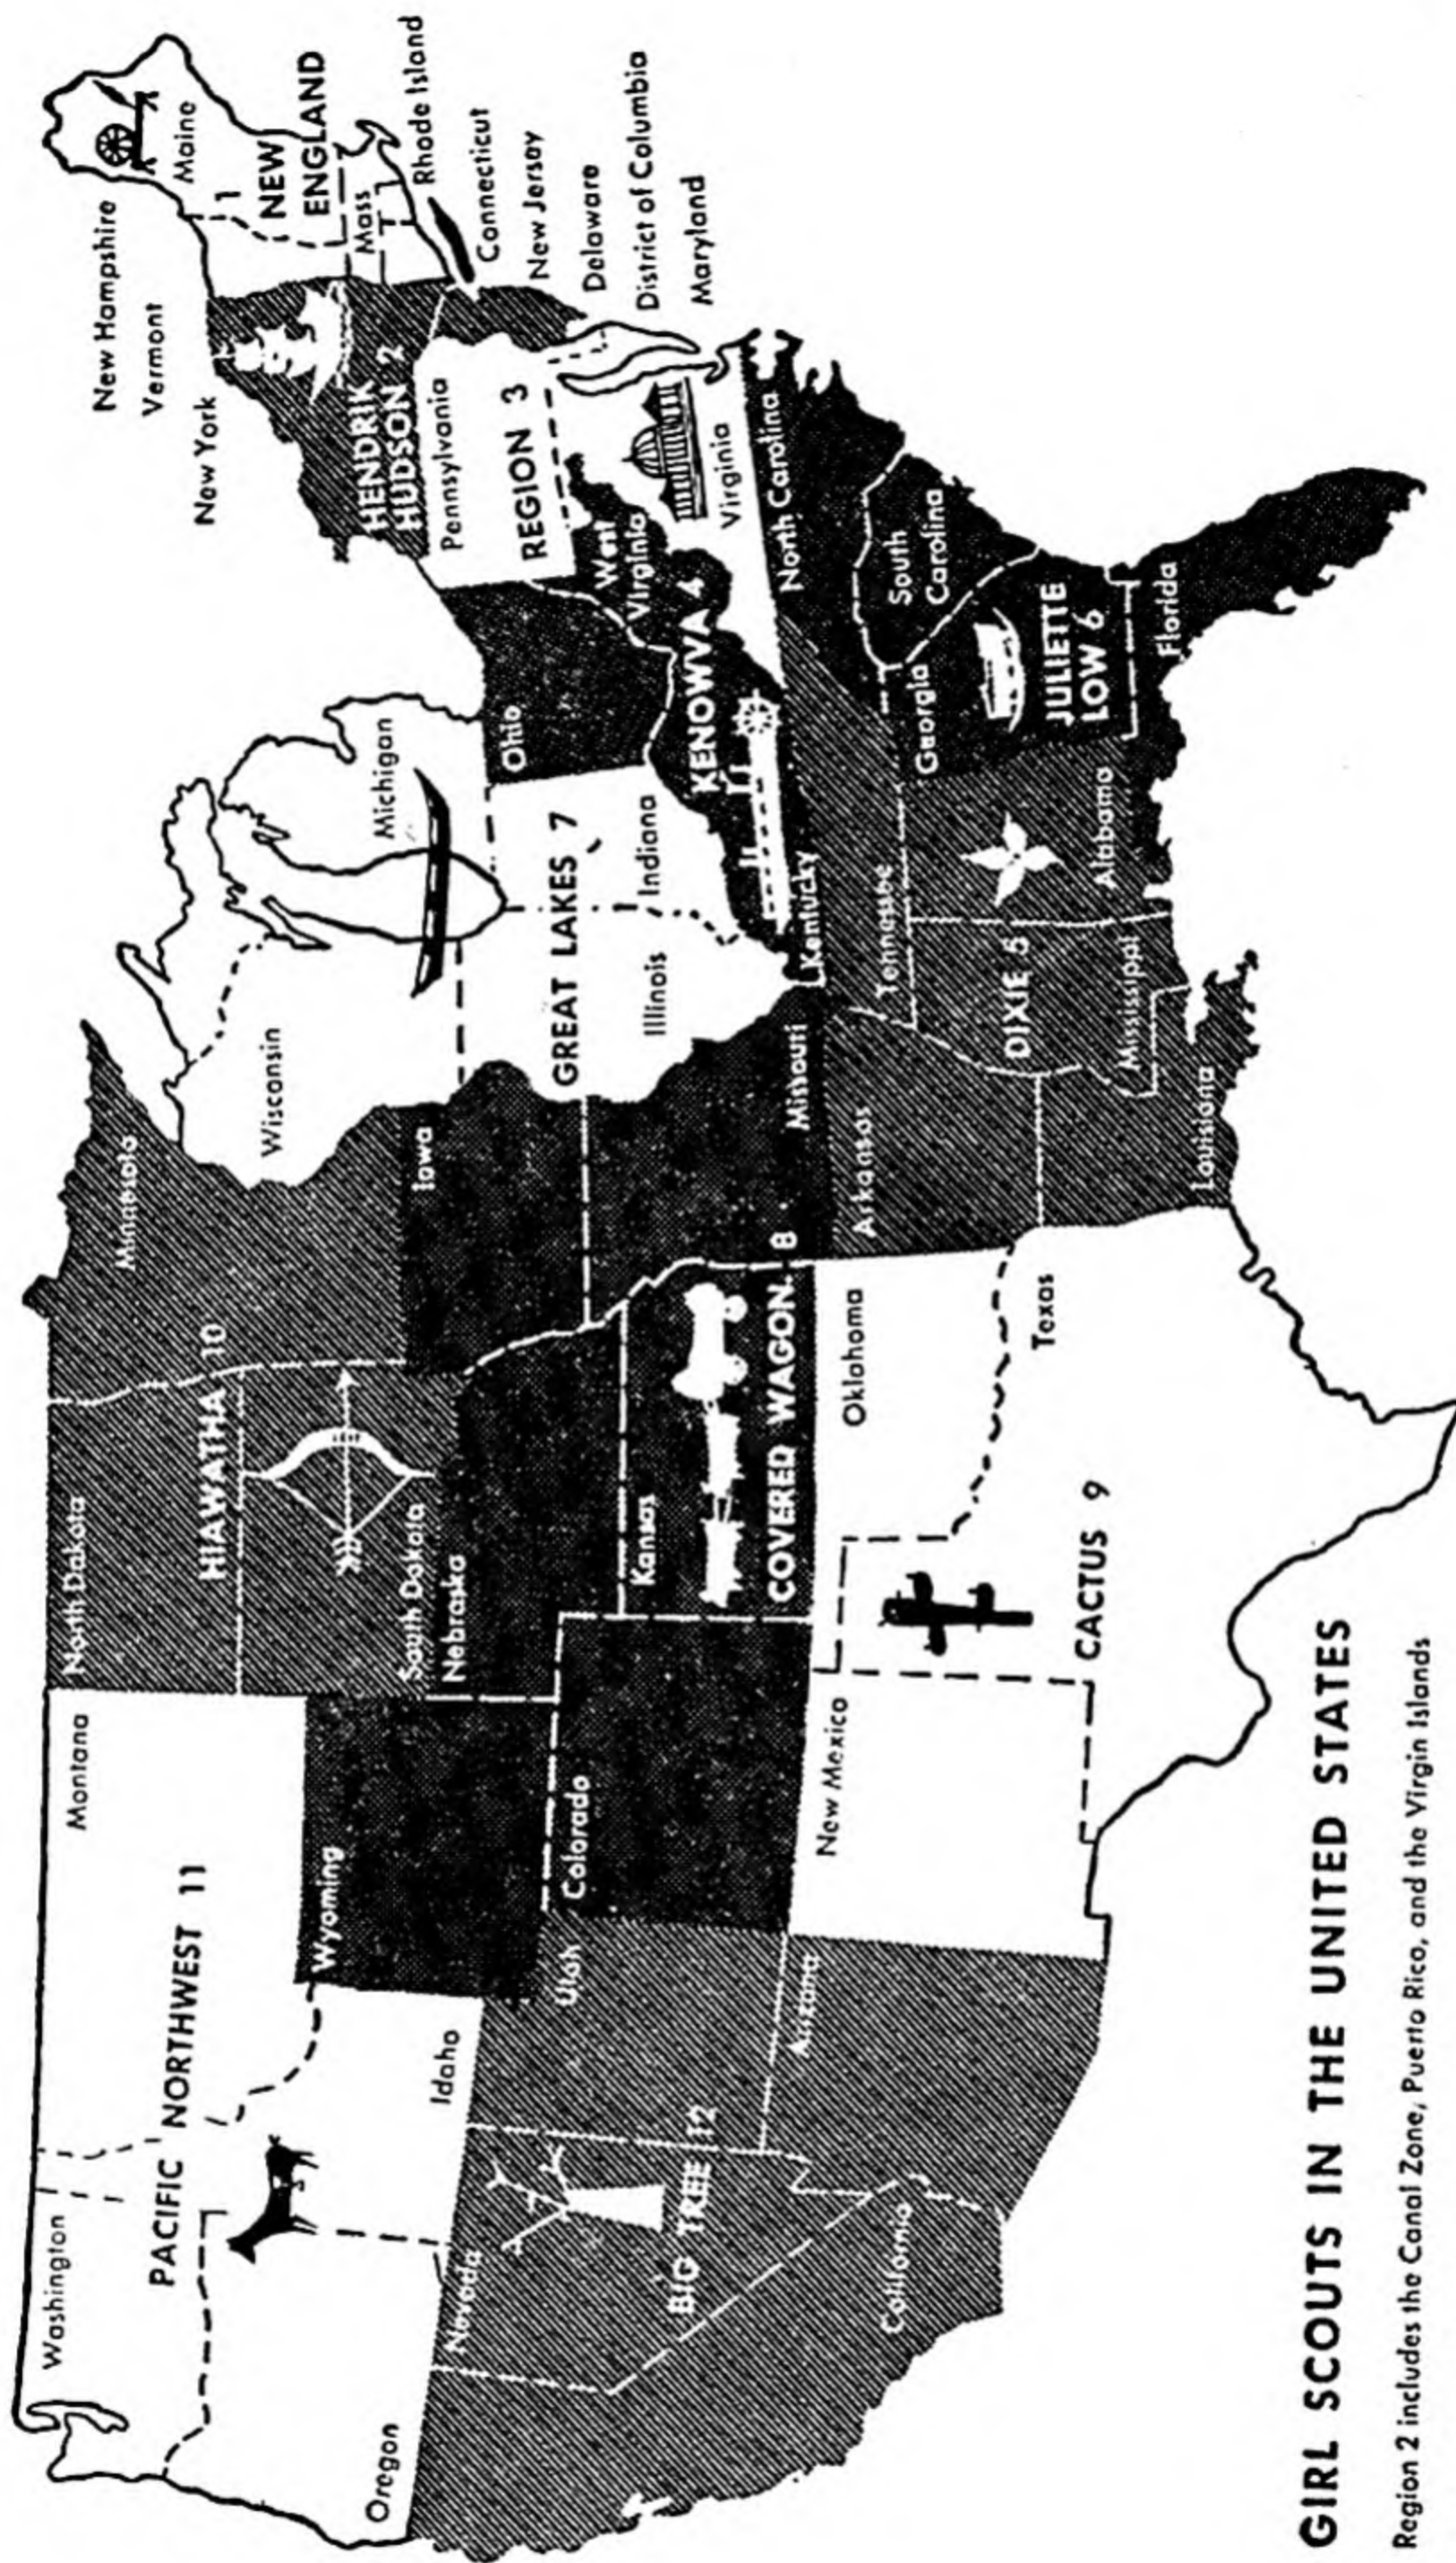 Washington
Montana
North Dakota
Minnesota
PACIFIC NORTHWEST 11
HIAWATHA 10
Wisconsin
Michigan
New Hampshire
Vermont
New York
Maine
1
NEW
ENGLAND
Mass
Rhode Island
Connecticut
New Jersey
Delaware
District of Columbia
Maryland
Oregon
Idaho
Wyoming
South Dakota
Nebraska
Iowa
GREAT LAKES 7
Illinois
Indiana
Ohio
HENDRIK
HUDSON 2
Pennsylvania
REGION 3
West
Virginia
Virginia
KENOWVA 4
Kentucky
Nevada
Utah
Colorado
Kansas
COVERED WAGON 8
Missouri
BIG TREE 12
California
Arizona
New Mexico
Oklahoma
Arkansas
Tennessee
North Carolina
South
Carolina
Georgia
JULIETTE
LOW 6
Florida
DIXIE 5
Mississippi
Alabama
Louisiana
Texas
CACTUS 9
GIRL SCOUTS IN THE UNITED STATES
Region 2 includes the Canal Zone, Puerto Rico, and the Virgin Islands